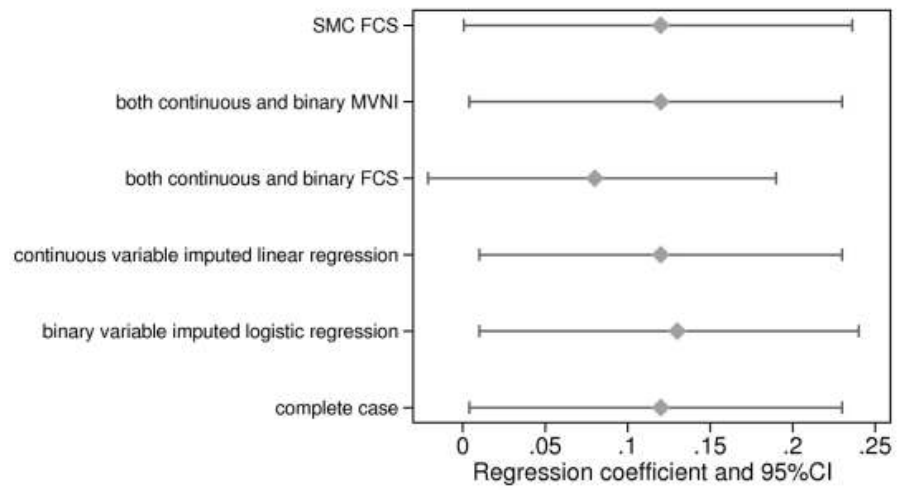 SMC FCS
both continuous and binary MVNI
both continuous and binary FCS
continuous variable imputed linear regression
binary variable imputed logistic regression
complete case
0 .05 .1 .15 .2 .25
Regression coefficient and 95%CI